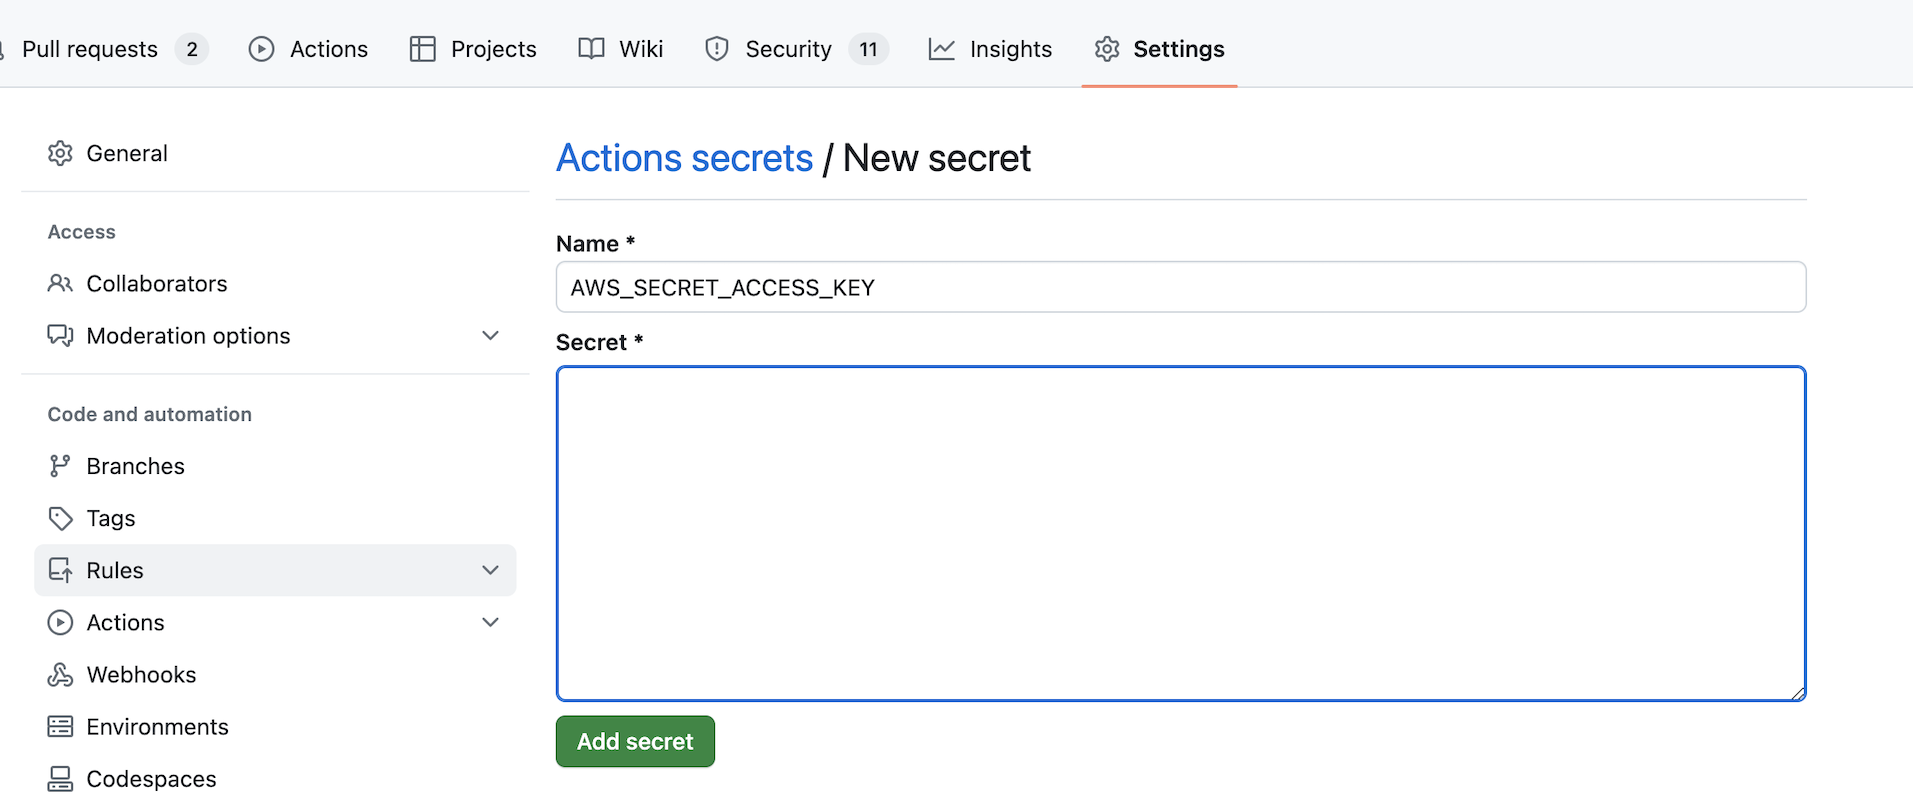 Pull requests 2 Actions Projects Wiki Security 11 Insights Settings
General
Access
Collaborators
Moderation options
Code and automation
Branches
Tags
Rules
Actions
Webhooks
Environments
Codespaces
Actions secrets / New secret
Name *
AWS_SECRET_ACCESS_KEY
Secret *
Add secret